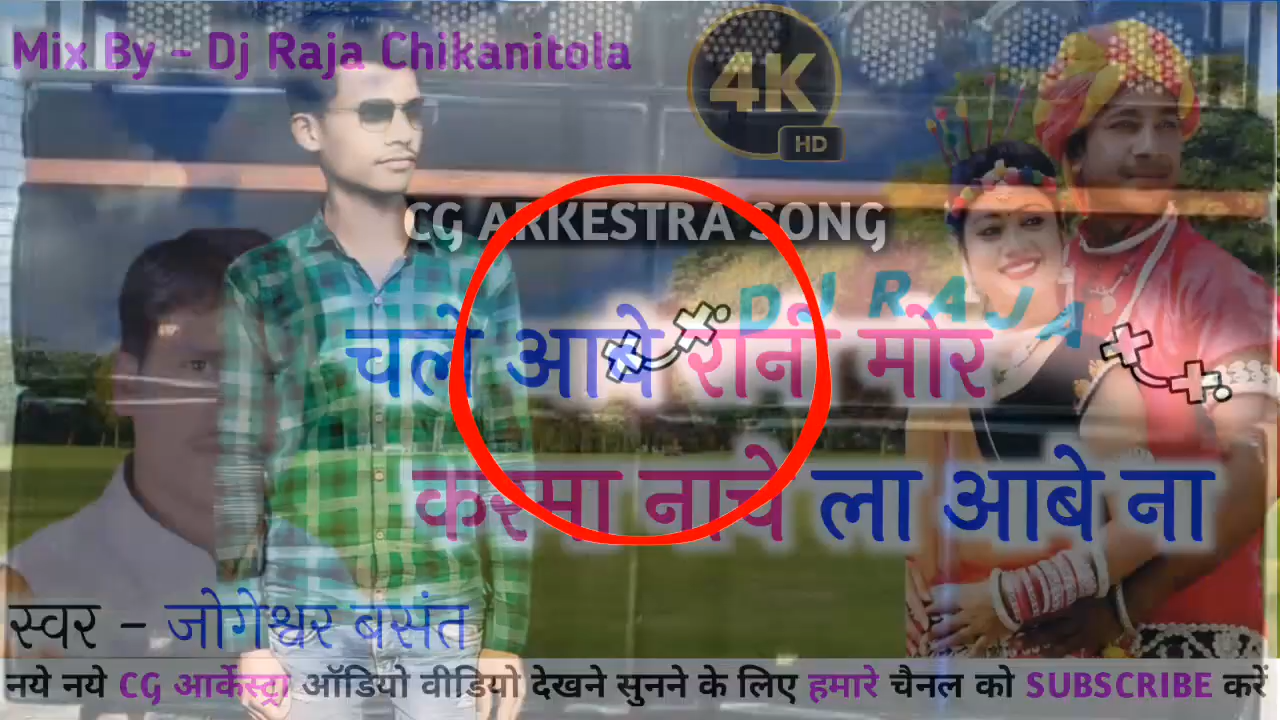 Mix By - Dj Raja Chikanitola
4K
HD
CG ARKESTRA SONG
DJ RAJA
चले आबे रानी मोर
करमा नाचे ला आबे ना
स्वर - जोगेश्वर बसंत
नये नये CG आर्केस्ट्रा ऑडियो वीडियो देखने सुनने के लिए हमारे चैनल को SUBSCRIBE करें